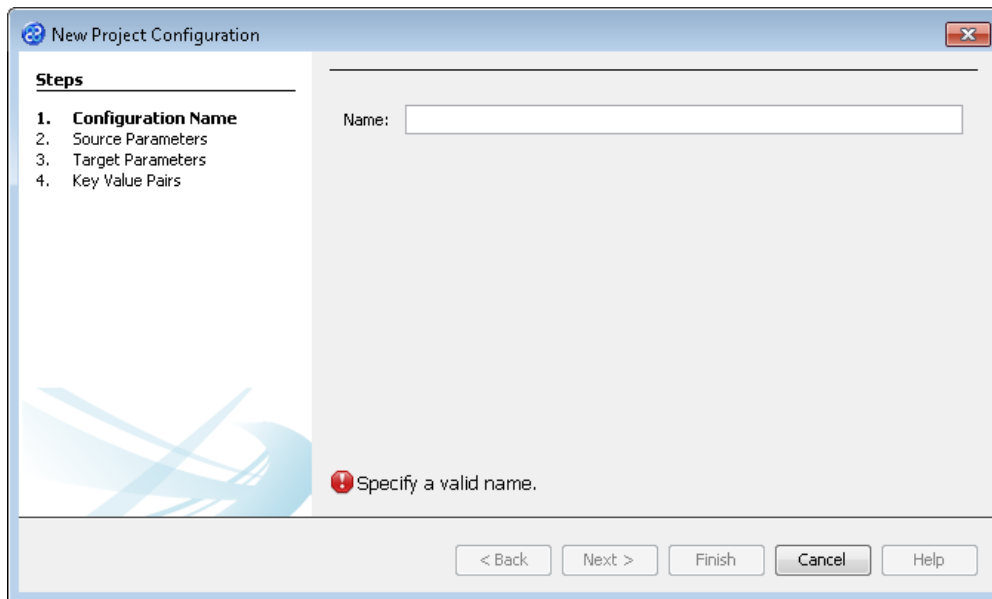 New Project Configuration
Steps
1. Configuration Name
2. Source Parameters
3. Target Parameters
4. Key Value Pairs
Name:
Specify a valid name.
< Back Next > Finish Cancel Help